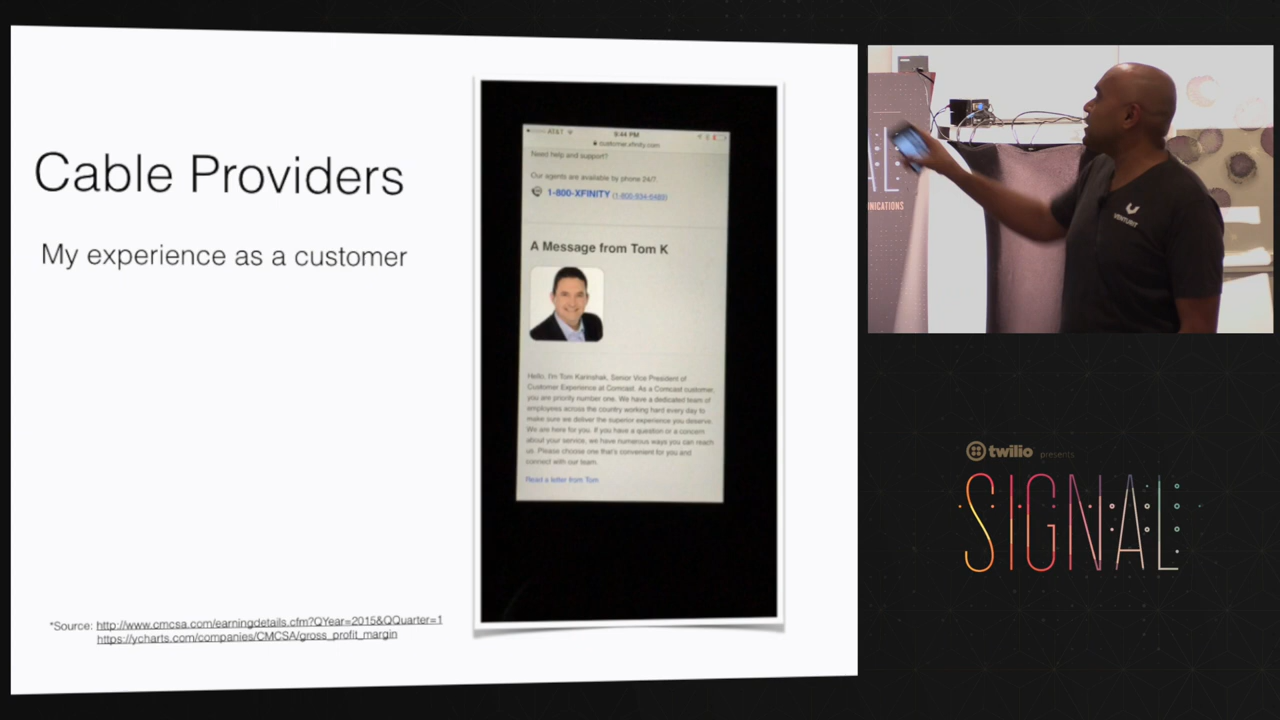 Cable Providers
My experience as a customer
AT&T
9:44 PM
customer.xfinity.com
Need help and support?
Our agents are available by phone 24/7.
1-800-XFINITY (1-800-934-6489)
A Message from Tom K
Hello, I'm Tom Karinshak, Senior Vice President of
Customer Experience at Comcast. As a Comcast customer,
you are priority number one. We have a dedicated team of
employees across the country working hard every day to
make sure we deliver the superior experience you deserve.
We are here for you. If you have a question or a concern
about your service, we have numerous ways you can reach
us. Please choose one that's convenient for you and
connect with our team.
Read a letter from Tom
*Source: http://www.cmcsa.com/earningdetails.cfm?QYear=2015&QQuarter=1
https://ycharts.com/companies/CMCSA/gross_profit_margin
AL
VENTURIT
twilio presents
SIGNAL